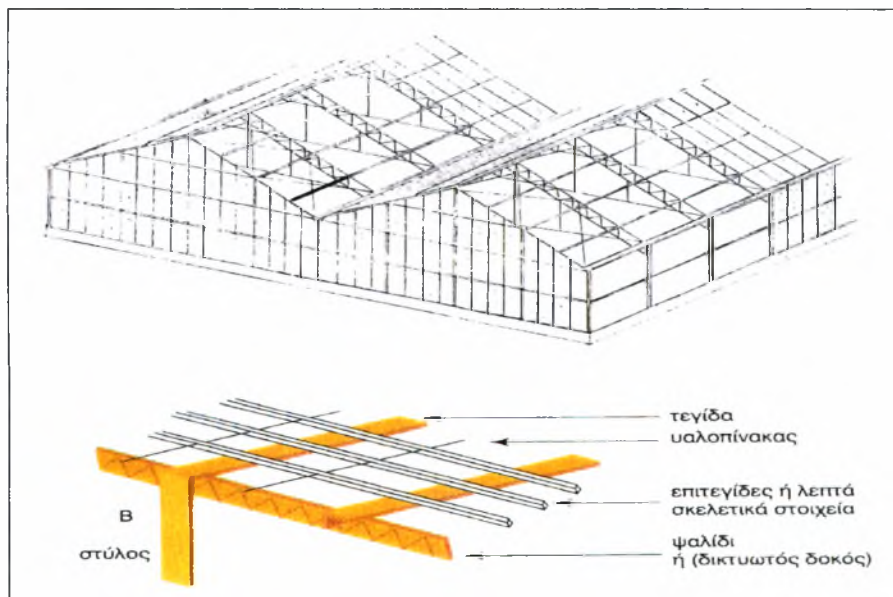 τεγίδα
υαλοπίνακας
επιτεγίδες ή λεπτά
σκελετικά στοιχεία
Β
στύλος
ψαλίδι
ή (δικτυωτός δοκός)